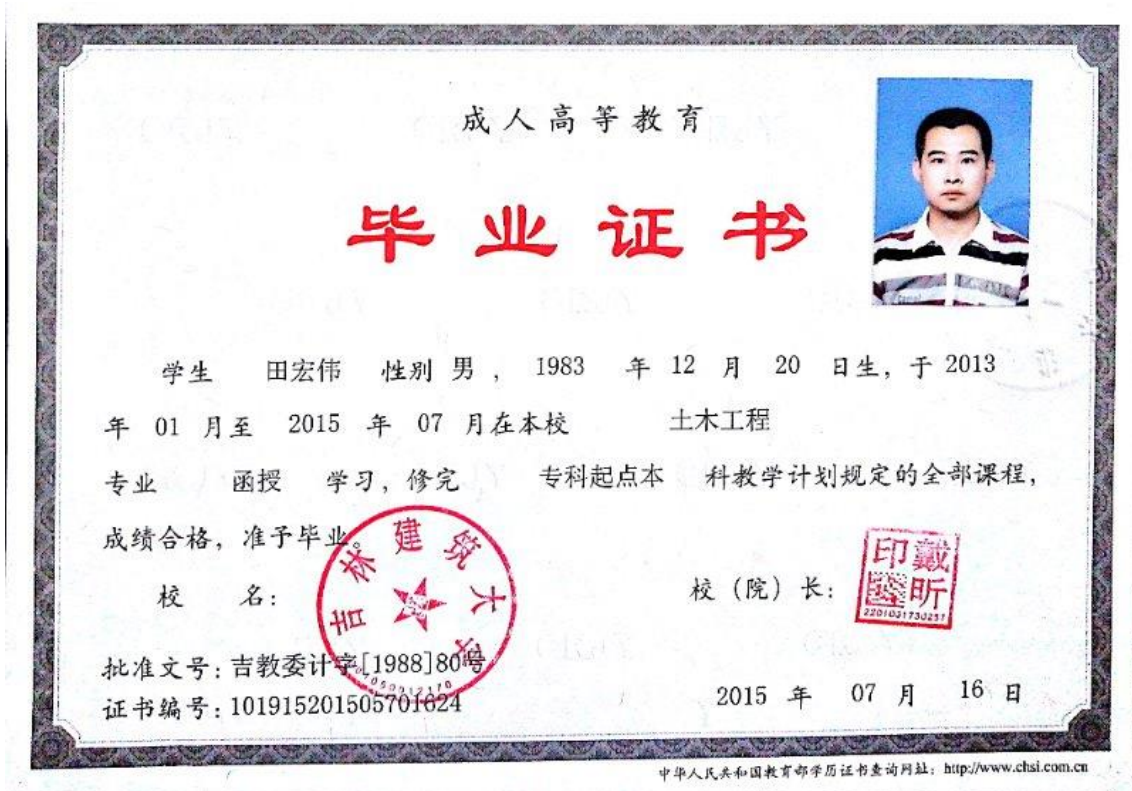 成人高等教育
毕业证书
学生 田宏伟 性别 男 , 1983 年 12 月 20 日生, 于 2013
年 01 月至 2015 年 07 月在本校 土木工程
专业 函授 学习, 修完 专科起点本 科教学计划规定的全部课程,
成绩合格, 准予毕业。
校 名:
吉林建筑大学
校 (院) 长:
戴昕印鉴
2201031730251
批准文号: 吉教委计字[1988]80号
证书编号: 101915201505701624
2015 年 07 月 16 日
中华人民共和国教育部学历证书查询网址: http://www.chsi.com.cn